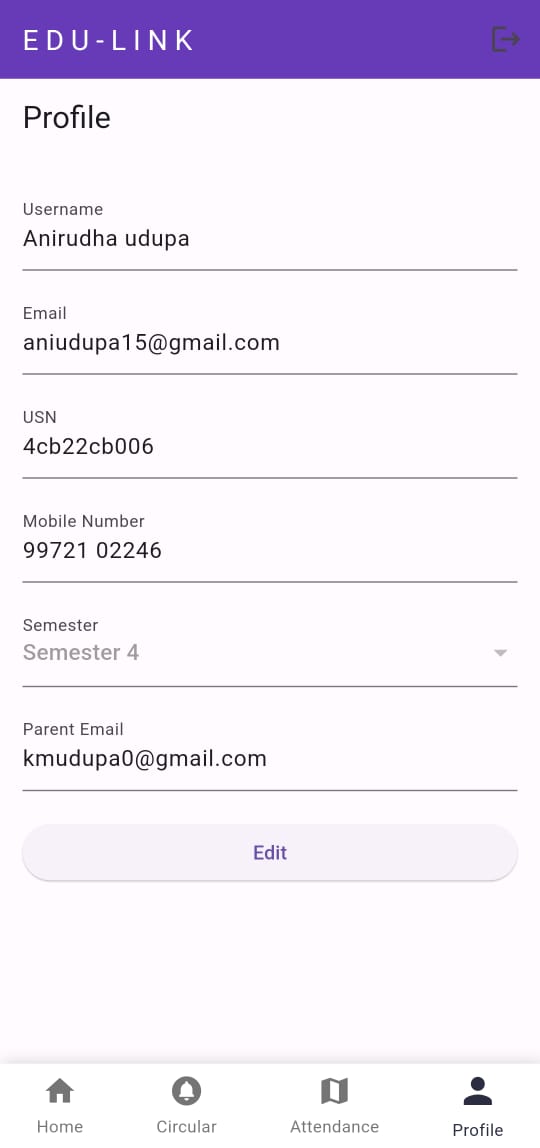 EDU-LINK
Profile
Username
Anirudha udupa
Email
aniudupa15@gmail.com
USN
4cb22cb006
Mobile Number
99721 02246
Semester
Semester 4
Parent Email
kmudupa0@gmail.com
Edit
Home
Circular
Attendance
Profile